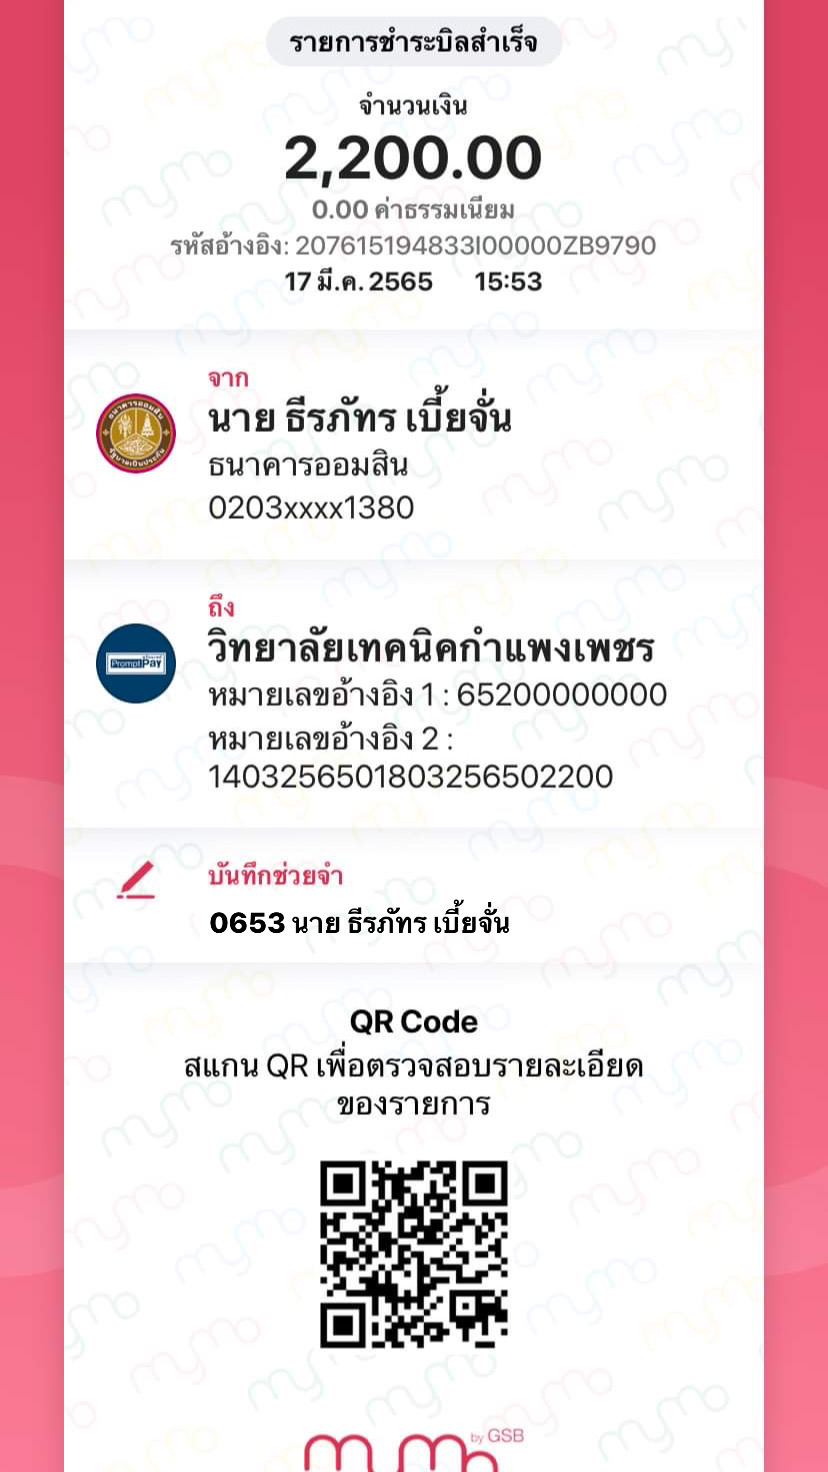 รายการชำระบิลสำเร็จ
จำนวนเงิน
2,200.00
0.00 ค่าธรรมเนียม
รหัสอ้างอิง: 207615194833I00000ZB9790
17 มี.ค. 2565 15:53
จาก
นาย ธีรภัทร เบี้ยจั่น
ธนาคารออมสิน
0203xxxx1380
ถึง
PromptPay
วิทยาลัยเทคนิคกำแพงเพชร
หมายเลขอ้างอิง 1 : 65200000000
หมายเลขอ้างอิง 2 :
1403256501803256502200
บันทึกช่วยจำ
0653 นาย ธีรภัทร เบี้ยจั่น
QR Code
สแกน QR เพื่อตรวจสอบรายละเอียด
ของรายการ
mymo by GSB